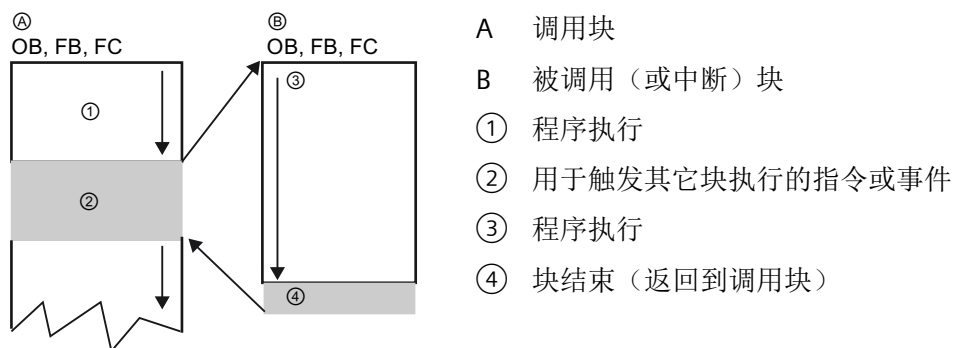 Ⓐ
OB, FB, FC
①
②
Ⓑ
OB, FB, FC
③
④
A 调用块
B 被调用（或中断）块
① 程序执行
② 用于触发其它块执行的指令或事件
③ 程序执行
④ 块结束（返回到调用块）